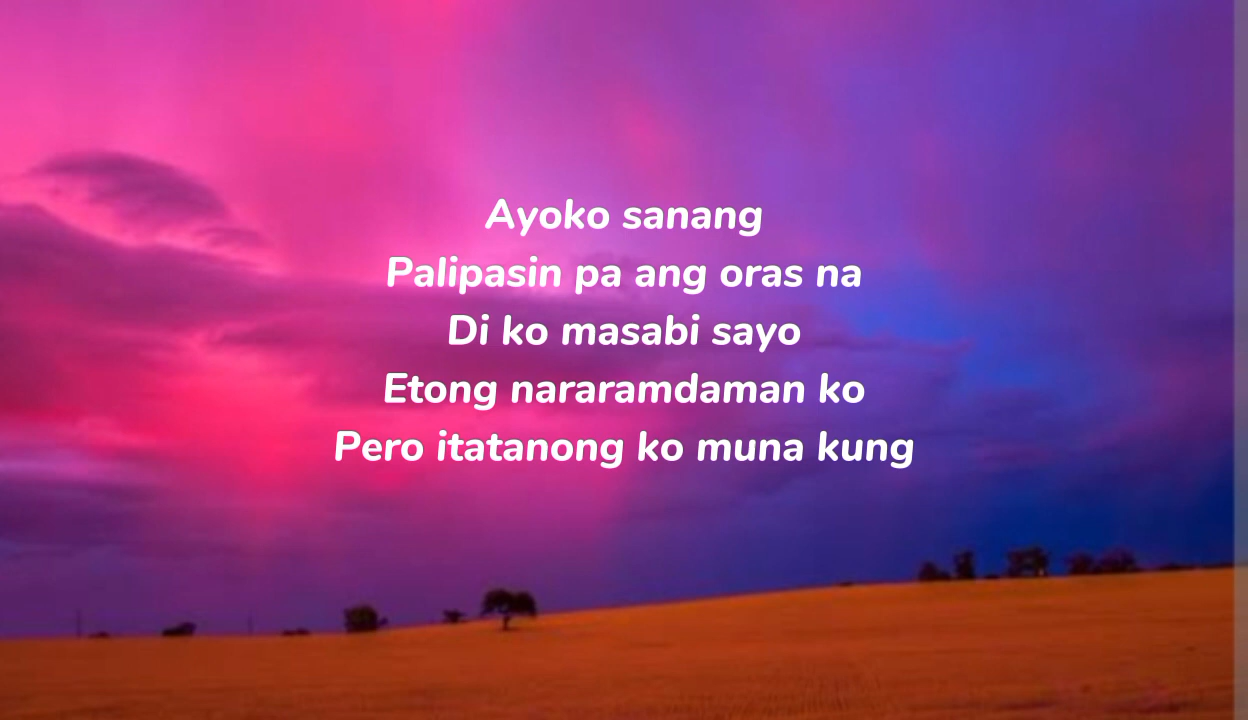 Ayoko sanang
Palipasin pa ang oras na
Di ko masabi sayo
Etong nararamdaman ko
Pero itatanong ko muna kung